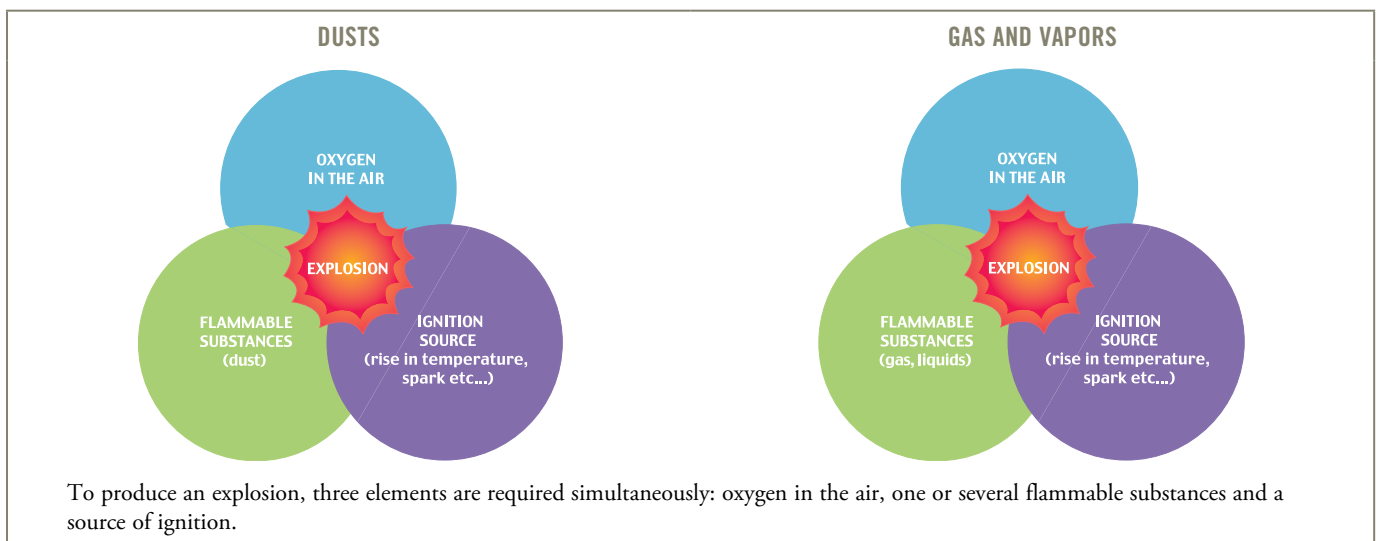 DUSTS
OXYGEN
IN THE AIR
EXPLOSION
FLAMMABLE
SUBSTANCES
(dust)
IGNITION
SOURCE
(rise in temperature,
spark etc...)
GAS AND VAPORS
OXYGEN
IN THE AIR
EXPLOSION
FLAMMABLE
SUBSTANCES
(gas, liquids)
IGNITION
SOURCE
(rise in temperature,
spark etc...)
To produce an explosion, three elements are required simultaneously: oxygen in the air, one or several flammable substances and a
source of ignition.